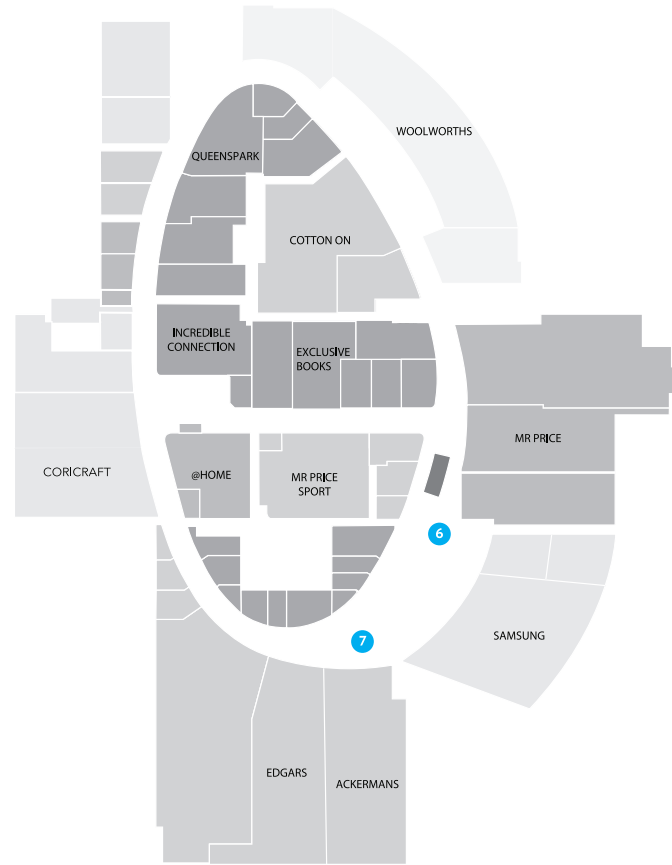 WOOLWORTHS
QUEENSPARK
COTTON ON
INCREDIBLE
CONNECTION
EXCLUSIVE
BOOKS
MR PRICE
CORICRAFT
@HOME
MR PRICE
SPORT
6
7
SAMSUNG
EDGARS
ACKERMANS